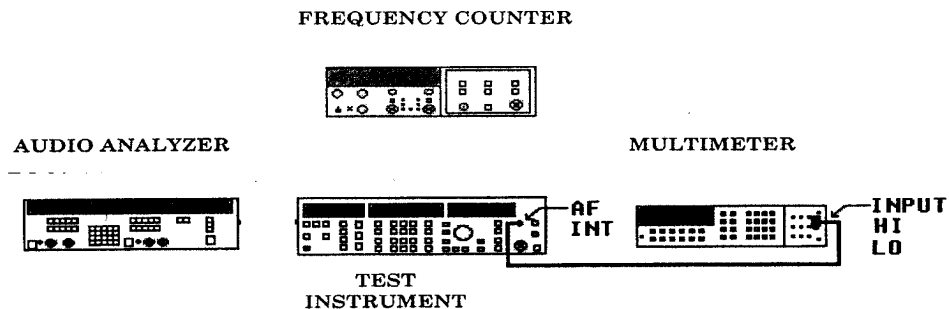 FREQUENCY COUNTER
AUDIO ANALYZER
MULTIMETER
AF
INT
INPUT
HI
LO
TEST
INSTRUMENT